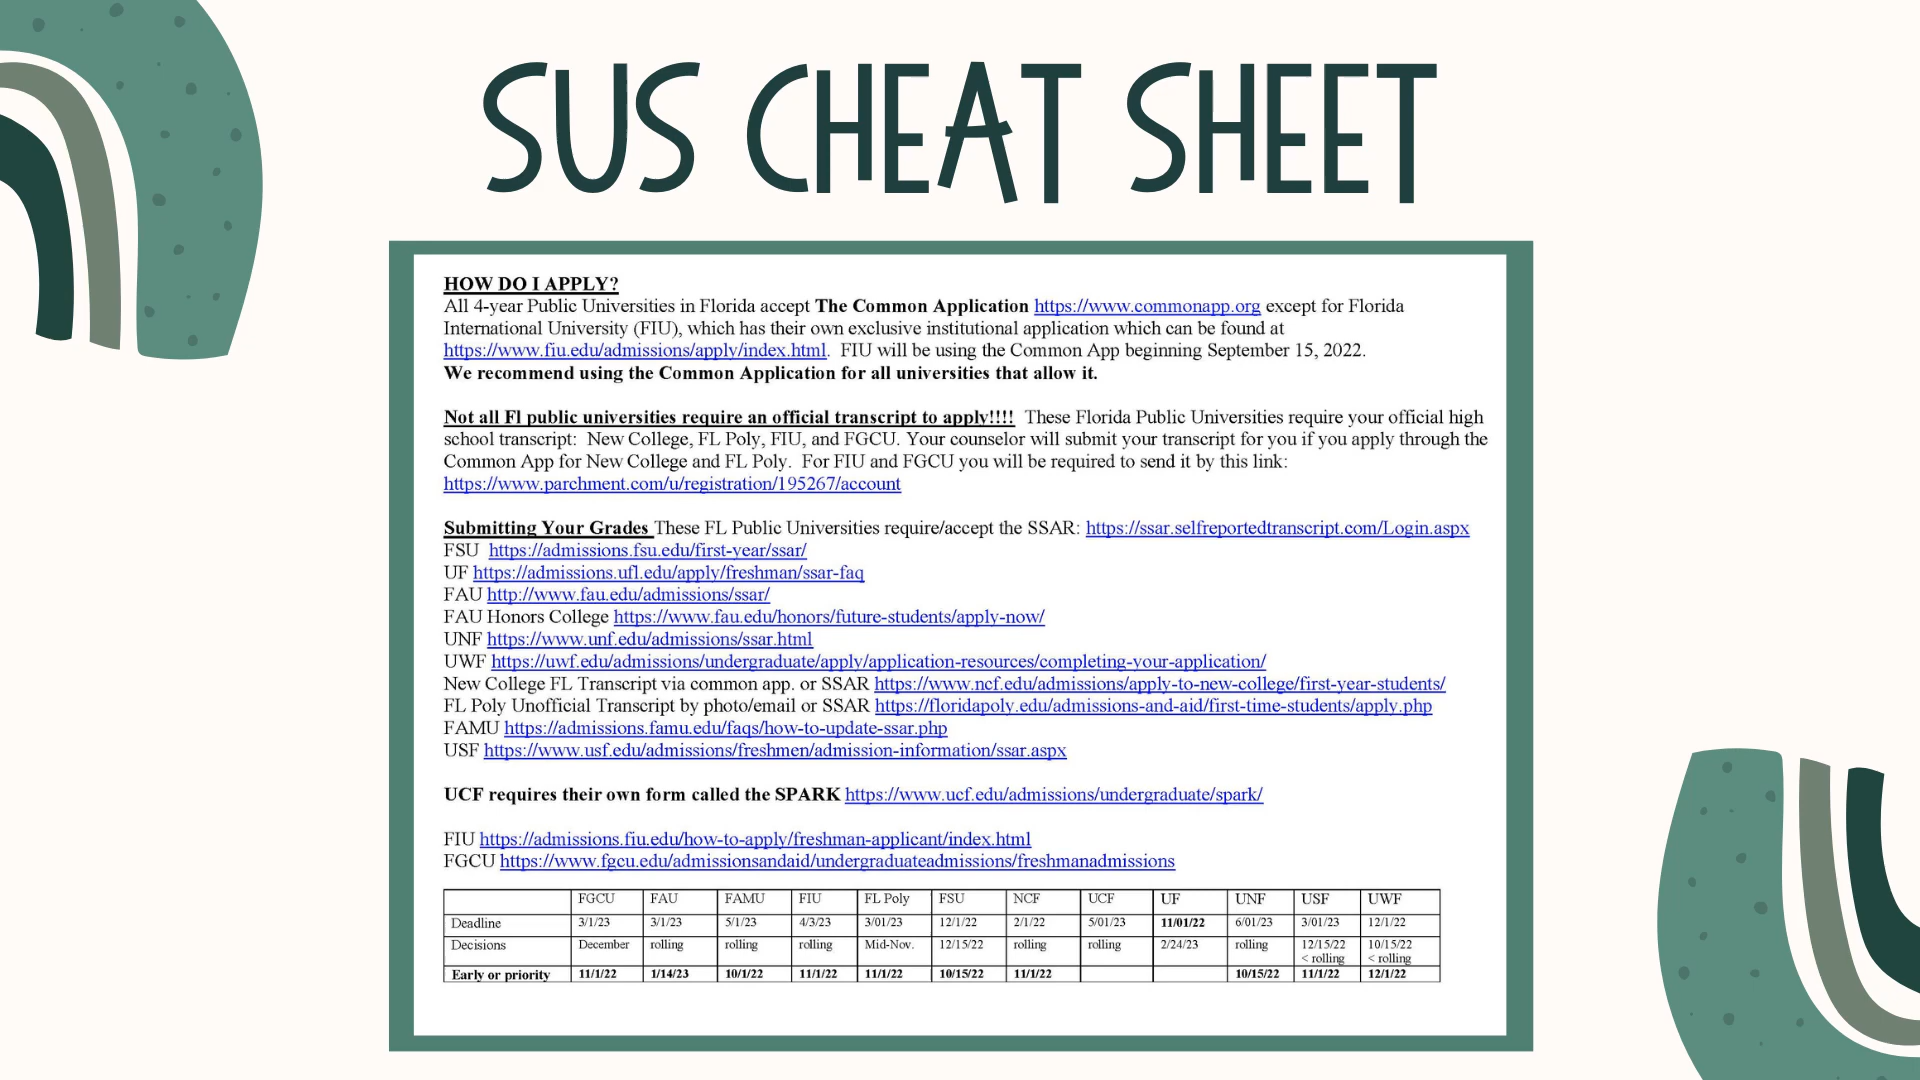 SUS CHEAT SHEET
HOW DO I APPLY?
All 4-year Public Universities in Florida accept The Common Application https://www.commonapp.org except for Florida
International University (FIU), which has their own exclusive institutional application which can be found at
https://www.fiu.edu/admissions/apply/index.html. FIU will be using the Common App beginning September 15, 2022.
We recommend using the Common Application for all universities that allow it.
Not all Fl public universities require an official transcript to apply!!!! These Florida Public Universities require your official high
school transcript: New College, FL Poly, FIU, and FGCU. Your counselor will submit your transcript for you if you apply through the
Common App for New College and FL Poly. For FIU and FGCU you will be required to send it by this link:
https://www.parchment.com/u/registration/195267/account
Submitting Your Grades These FL Public Universities require/accept the SSAR: https://ssar.selfreportedtranscript.com/Login.aspx
FSU https://admissions.fsu.edu/first-year/ssar/
UF https://admissions.ufl.edu/apply/freshman/ssar-faq
FAU http://www.fau.edu/admissions/ssar/
FAU Honors College https://www.fau.edu/honors/future-students/apply-now/
UNF https://www.unf.edu/admissions/ssar.html
UWF https://uwf.edu/admissions/undergraduate/apply/application-resources/completing-your-application/
New College FL Transcript via common app. or SSAR https://www.ncf.edu/admissions/apply-to-new-college/first-year-students/
FL Poly Unofficial Transcript by photo/email or SSAR https://floridapoly.edu/admissions-and-aid/first-time-students/apply.php
FAMU https://admissions.famu.edu/faqs/how-to-update-ssar.php
USF https://www.usf.edu/admissions/freshmen/admission-information/ssar.aspx
UCF requires their own form called the SPARK https://www.ucf.edu/admissions/undergraduate/spark/
FIU https://admissions.fiu.edu/how-to-apply/freshman-applicant/index.html
FGCU https://www.fgcu.edu/admissionsandaid/undergraduateadmissions/freshmanadmissions
FGCU FAU FAMU FIU FL Poly FSU NCF UCF UF UNF USF UWF
Deadline 3/1/23 3/1/23 5/1/23 4/3/23 3/01/23 12/1/22 2/1/22 5/01/23 11/01/22 6/01/23 3/01/23 12/1/22
Decisions December rolling rolling rolling Mid-Nov. 12/15/22 rolling rolling 2/24/23 rolling 12/15/22 10/15/22
< rolling < rolling
Early or priority 11/1/22 1/14/23 10/1/22 11/1/22 11/1/22 10/15/22 11/1/22 10/15/22 11/1/22 12/1/22